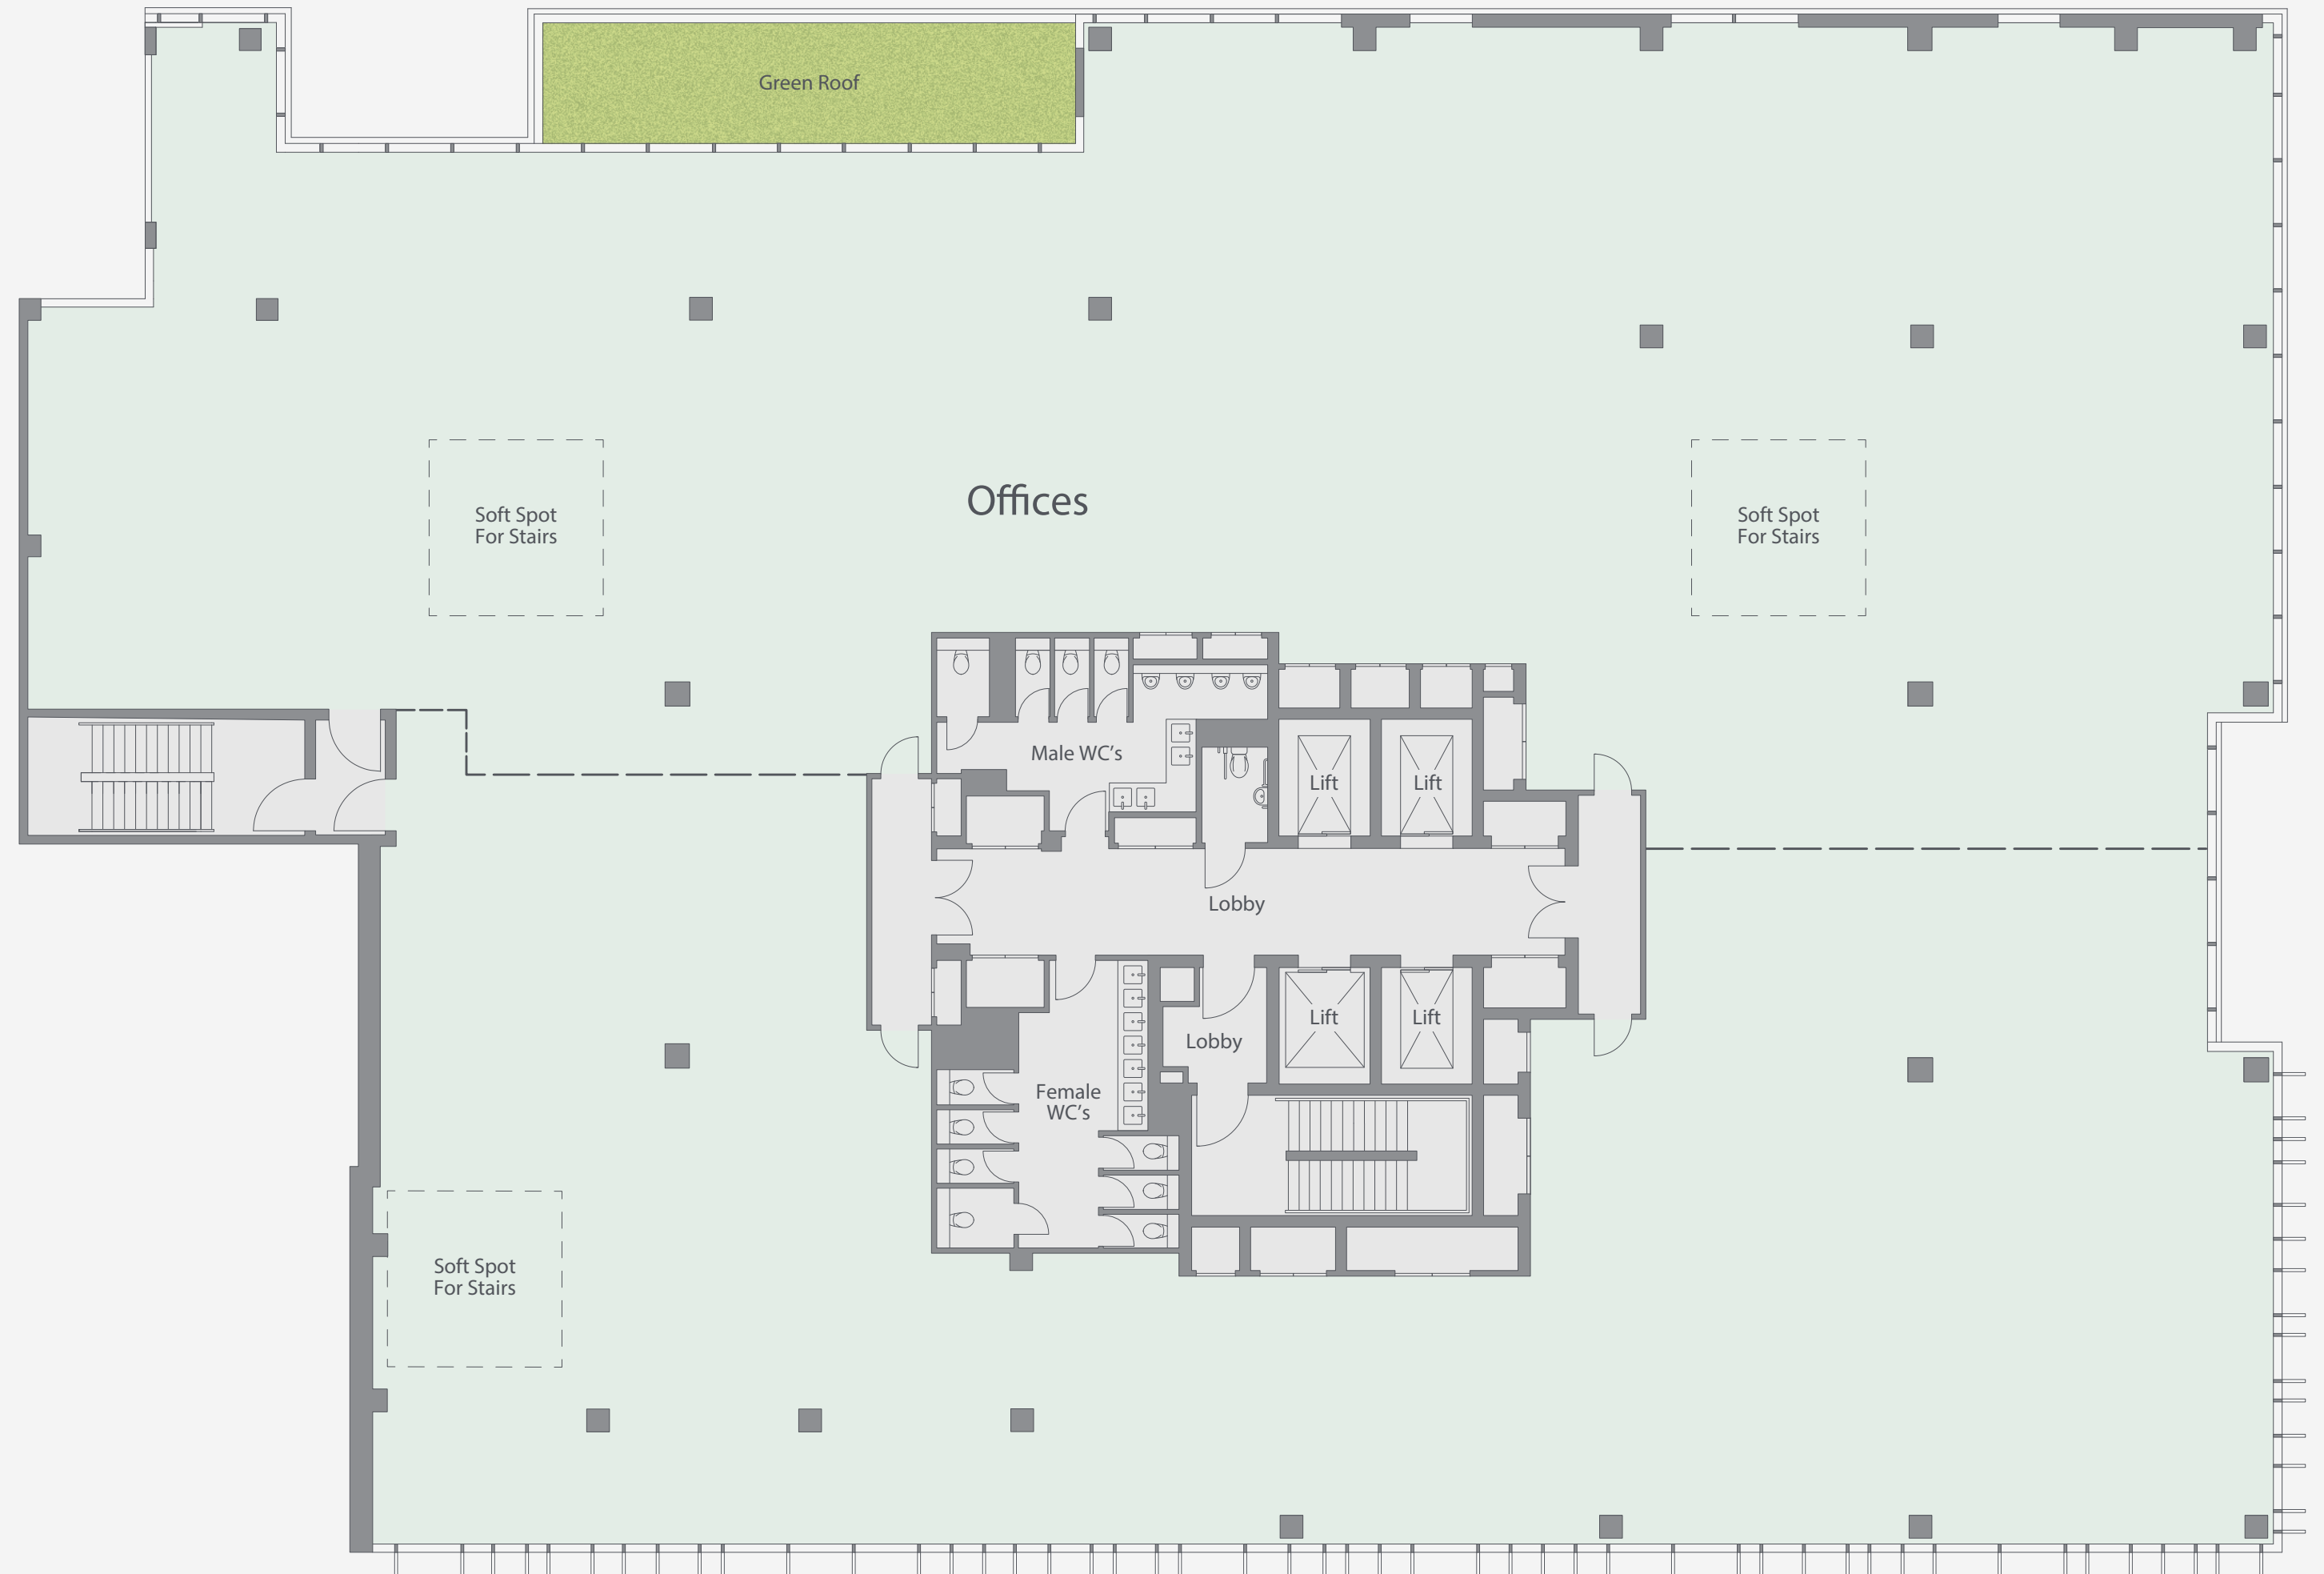 Green Roof
Offices
Soft Spot
For Stairs
Soft Spot
For Stairs
Male WC's
Lift
Lift
Lobby
Lift
Lift
Lobby
Female
WC's
Soft Spot
For Stairs